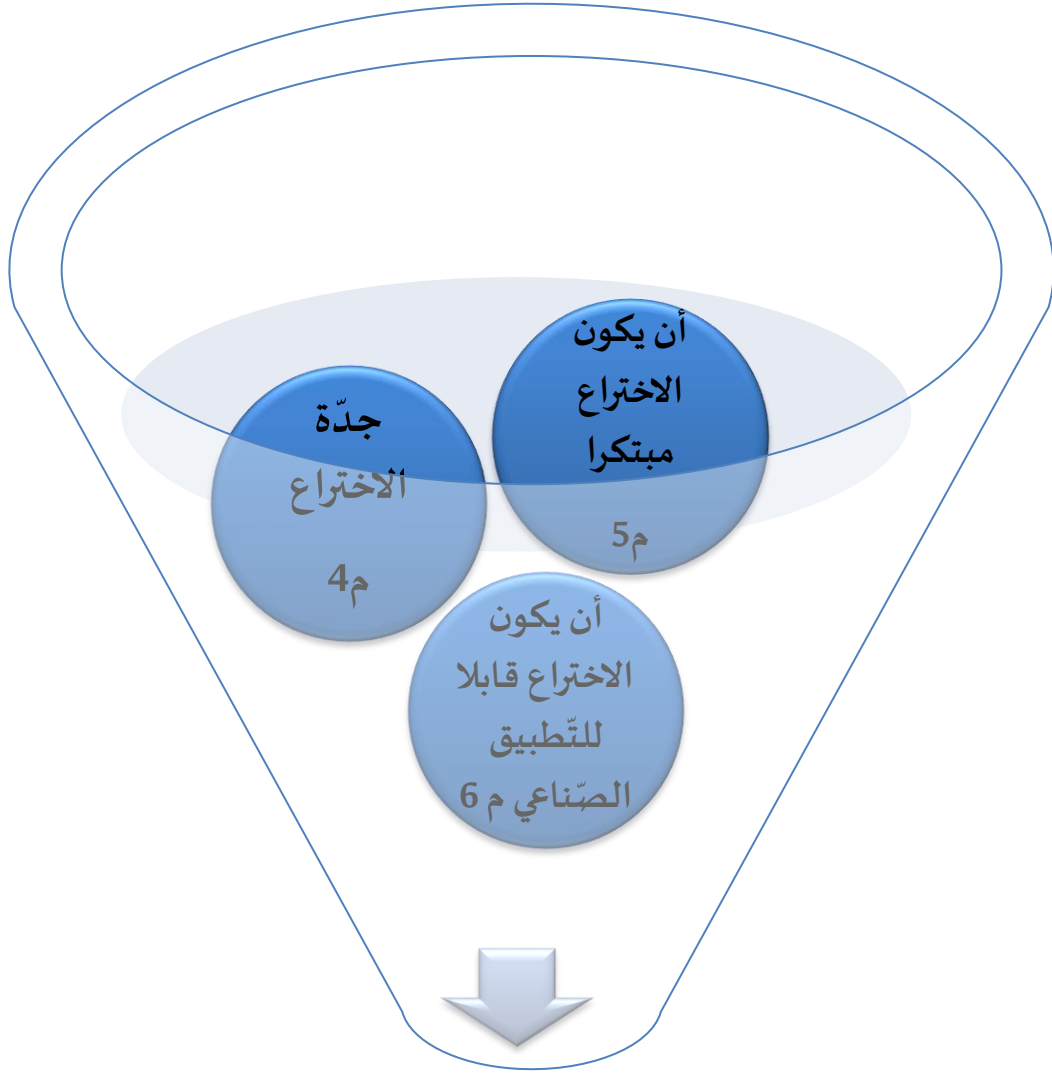 أن يكون
الاختراع
مبتكرا
م5
جدّة
الاختراع
م4
أن يكون
الاختراع قابلا
للتّطبيق
الصّناعي م 6